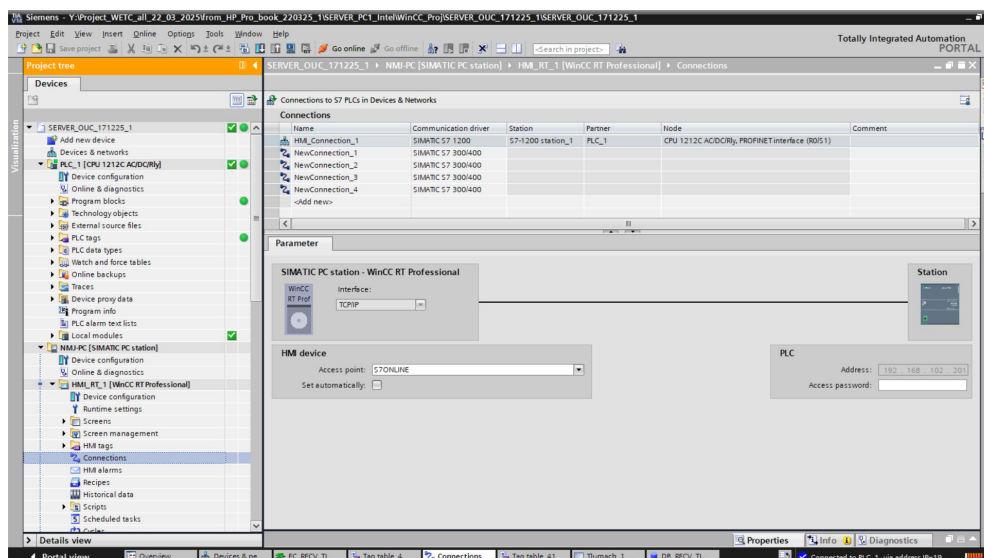 Siemens - Y:\Project_WETC_all_22_03_2025\from_HP_Pro_book_220325_1\SERVER_PC1_Intel\WinCC_Proj\SERVER_OUC_171225_1\SERVER_OUC_171225_1
Project Edit View Insert Online Options Tools Window Help
Save project Go online Go offline <Search in project>
Totally Integrated Automation
PORTAL
Project tree
SERVER_OUC_171225_1 NMJ-PC [SIMATIC PC station] HMI_RT_1 [WinCC RT Professional] Connections
Devices
Connections to S7 PLCs in Devices & Networks
Connections
Name Communication driver Station Partner Node Comment
HMI_Connection_1 SIMATIC S7 1200 S7-1200 station_1 PLC_1 CPU 1212C AC/DC/Rly, PROFINET interface (R0/S1)
NewConnection_1 SIMATIC S7 300/400
NewConnection_2 SIMATIC S7 300/400
NewConnection_3 SIMATIC S7 300/400
NewConnection_4 SIMATIC S7 300/400
<Add new>
Visualization
SERVER_OUC_171225_1
Add new device
Devices & networks
PLC_1 [CPU 1212C AC/DC/Rly]
Device configuration
Online & diagnostics
Program blocks
Technology objects
External source files
PLC tags
PLC data types
Watch and force tables
Online backups
Traces
Device proxy data
Program info
PLC alarm text lists
Local modules
NMJ-PC [SIMATIC PC station]
Device configuration
Online & diagnostics
HMI_RT_1 [WinCC RT Professional]
Device configuration
Runtime settings
Screens
Screen management
HMI tags
Connections
HMI alarms
Recipes
Historical data
Scripts
Scheduled tasks
Cycles
Details view
Parameter
SIMATIC PC station - WinCC RT Professional
Station
WinCC
RT Prof
Interface:
TCP/IP
HMI device
Access point: S7ONLINE
Set automatically:
PLC
Address: 192 . 168 . 102 . 201
Access password:
Properties Info Diagnostics
Portal view Overview Devices & ne Tag table_4 Connections Tag table_41 Tlumach_1 DB_RECV_TI Connected to PLC_1, via address IP=19